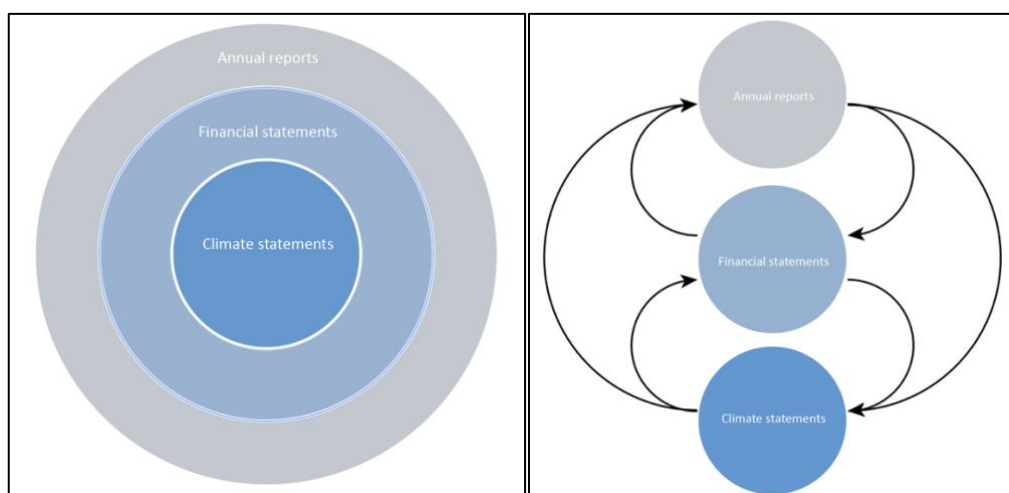 Annual reports
Financial statements
Climate statements
Annual reports
Financial statements
Climate statements